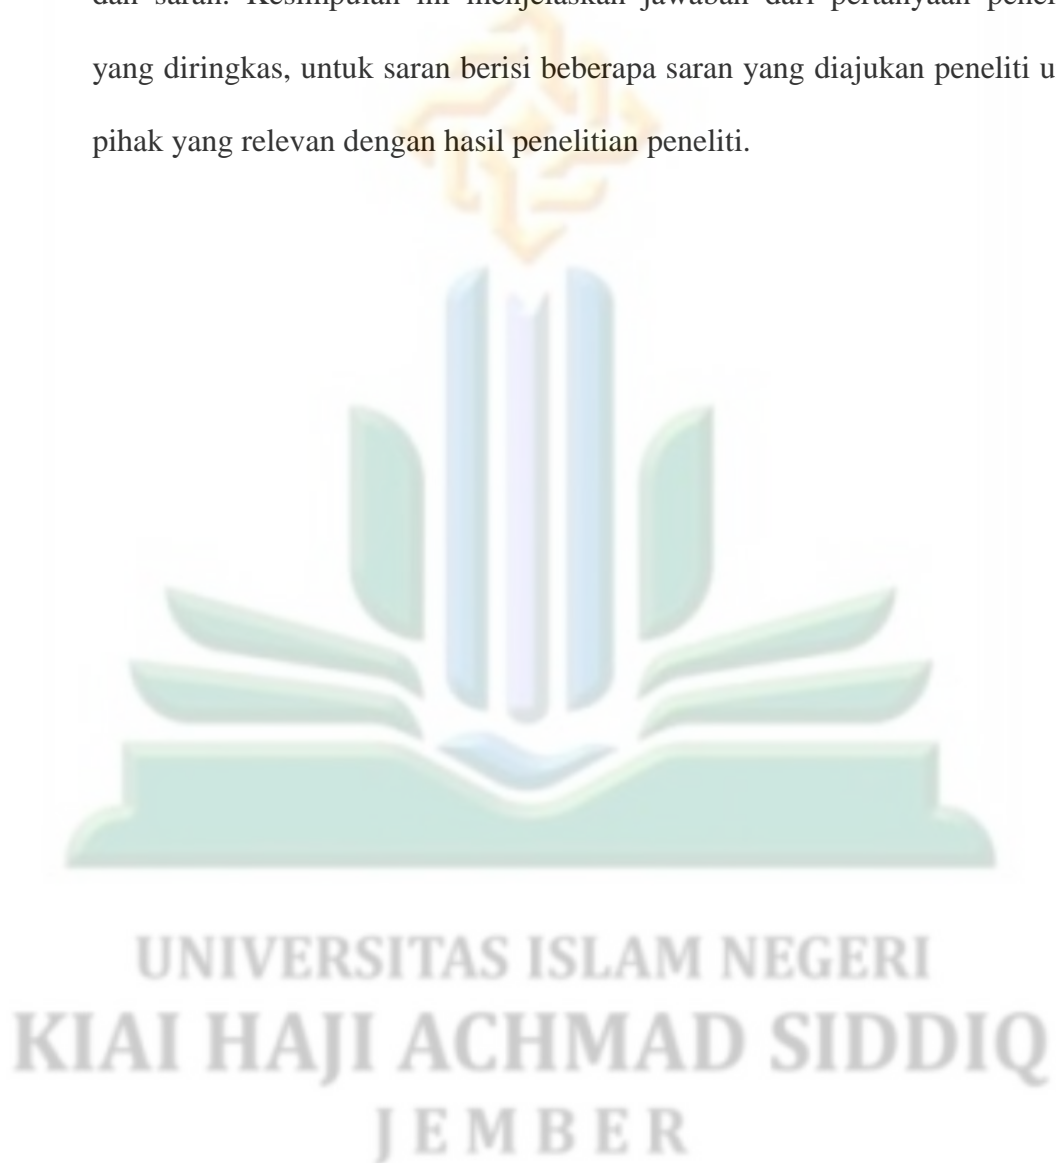 dan saran. Kesimpulan ini menjelaskan jawaban dari pertanyaan
yang diringkas, untuk saran berisi beberapa saran yang diajukan peneliti
pihak yang relevan dengan hasil penelitian peneliti.
UNIVERSITAS ISLAM NEGERI
KIAI HAJI ACHMAD SIDDIQ
JEMBER